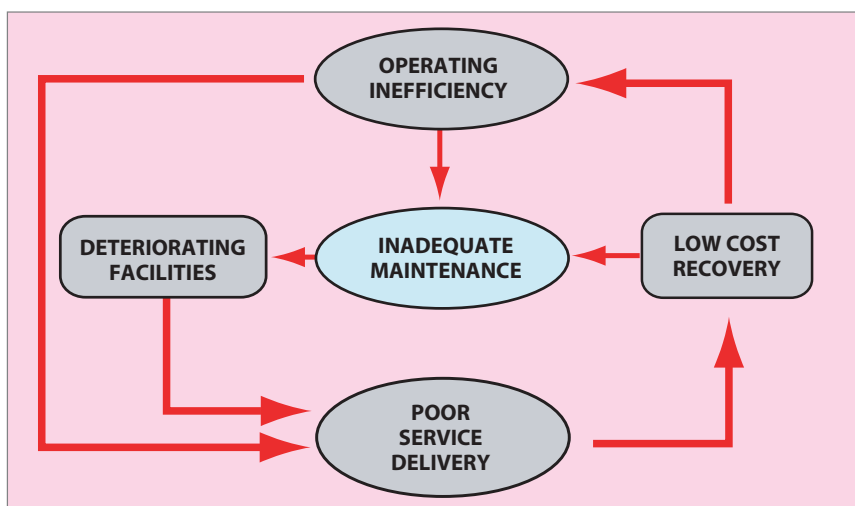 OPERATING
INEFFICIENCY
DETERIORATING
FACILITIES
INADEQUATE
MAINTENANCE
LOW COST
RECOVERY
POOR
SERVICE
DELIVERY